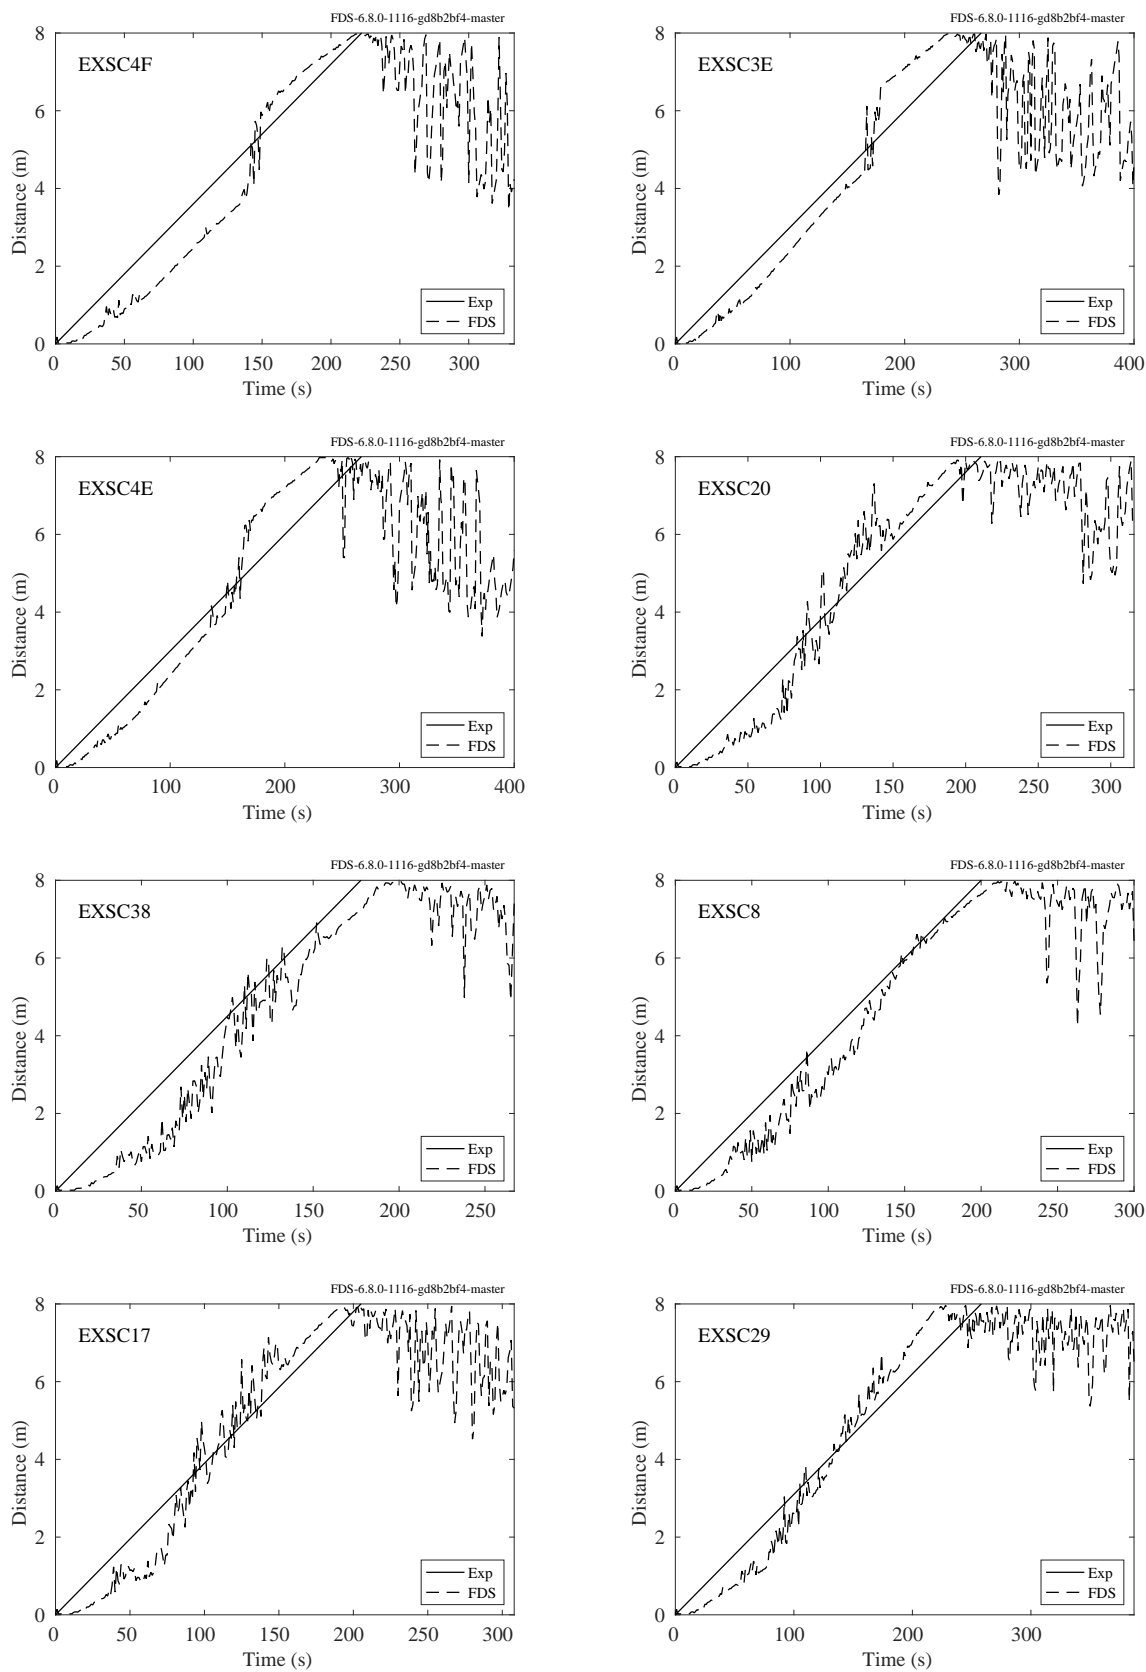 FDS-6.8.0-1116-gd8b2bf4-master
EXSC4F
Distance (m)
8
6
4
2
0
Exp
FDS
0 50 100 150 200 250 300
Time (s)
FDS-6.8.0-1116-gd8b2bf4-master
EXSC3E
Distance (m)
8
6
4
2
0
Exp
FDS
0 100 200 300 400
Time (s)
FDS-6.8.0-1116-gd8b2bf4-master
EXSC4E
Distance (m)
8
6
4
2
0
Exp
FDS
0 100 200 300 400
Time (s)
FDS-6.8.0-1116-gd8b2bf4-master
EXSC20
Distance (m)
8
6
4
2
0
Exp
FDS
0 50 100 150 200 250 300
Time (s)
FDS-6.8.0-1116-gd8b2bf4-master
EXSC38
Distance (m)
8
6
4
2
0
Exp
FDS
0 50 100 150 200 250
Time (s)
FDS-6.8.0-1116-gd8b2bf4-master
EXSC8
Distance (m)
8
6
4
2
0
Exp
FDS
0 50 100 150 200 250 300
Time (s)
FDS-6.8.0-1116-gd8b2bf4-master
EXSC17
Distance (m)
8
6
4
2
0
Exp
FDS
0 50 100 150 200 250 300
Time (s)
FDS-6.8.0-1116-gd8b2bf4-master
EXSC29
Distance (m)
8
6
4
2
0
Exp
FDS
0 100 200 300
Time (s)